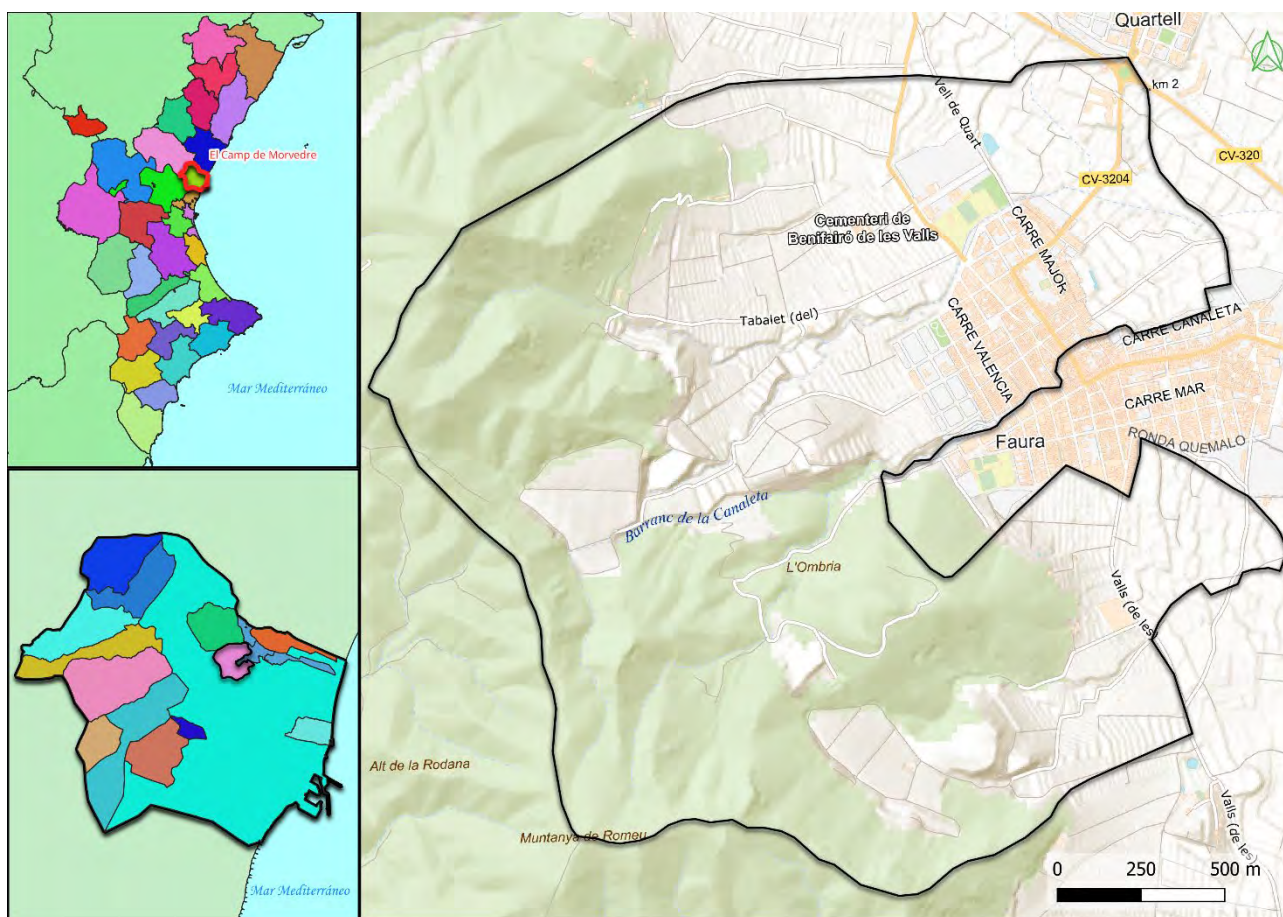 El Camp de Morvedre
Mar Mediterráneo
Mar Mediterráneo
Quartell
km 2
Vell de Quart
CV-320
CV-3204
Cementeri de
Benifairó de les Valls
CARRE MAJOR
Tabalet (del)
CARRE VALENCIA
CARRE CANALETA
CARRE MAR
Faura
RONDA QUEMALO
Barranc de la Canaleta
L'Ombria
Valls (de les)
Alt de la Rodana
Muntanya de Romeu
Valls (de les)
0 250 500 m